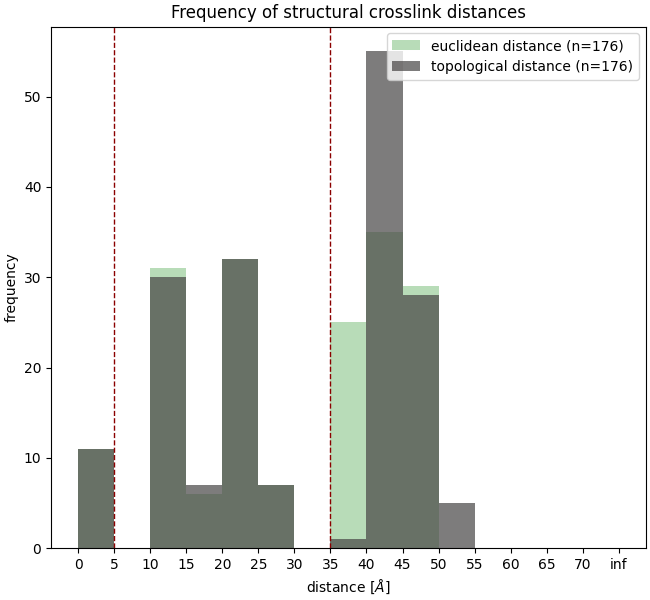 Frequency of structural crosslink distances
euclidean distance (n=176)
topological distance (n=176)
frequency
50
40
30
20
10
0
0 5 10 15 20 25 30 35 40 45 50 55 60 65 70 inf
distance [Å]